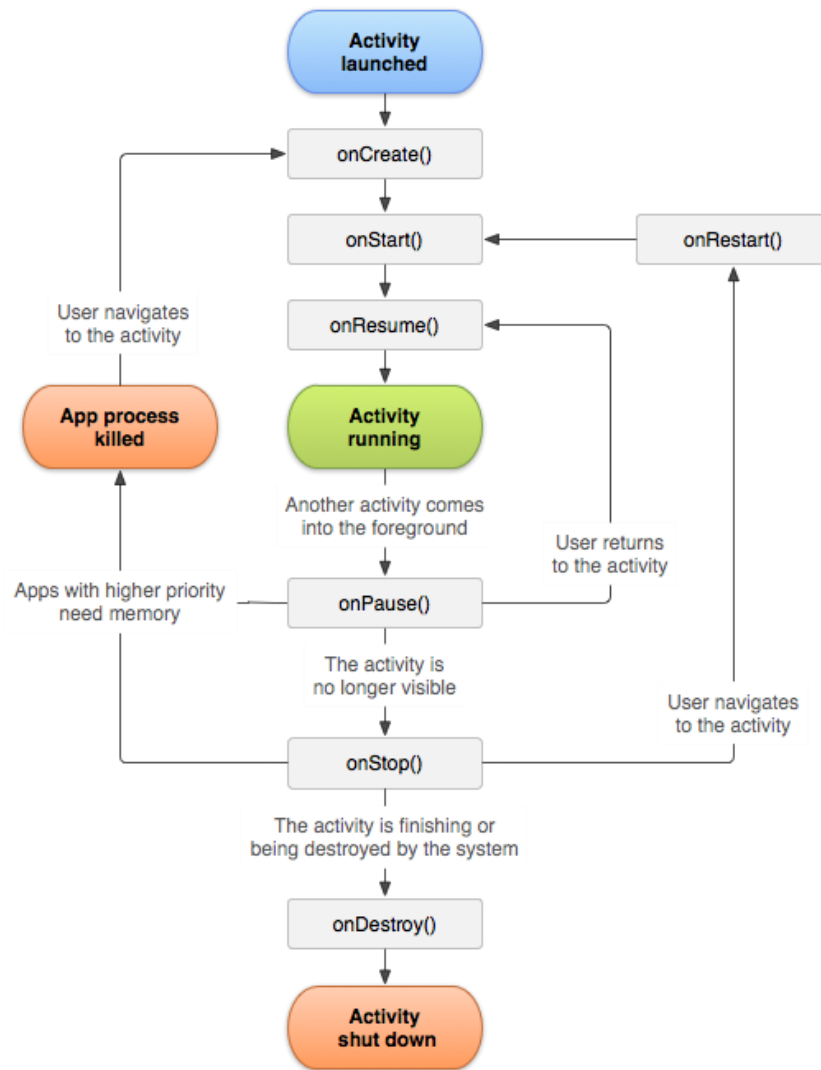 Activity
launched
onCreate()
onStart()
onRestart()
User navigates
to the activity
onResume()
App process
killed
Activity
running
Another activity comes
into the foreground
User returns
to the activity
Apps with higher priority
need memory
onPause()
The activity is
no longer visible
User navigates
to the activity
onStop()
The activity is finishing or
being destroyed by the system
onDestroy()
Activity
shut down